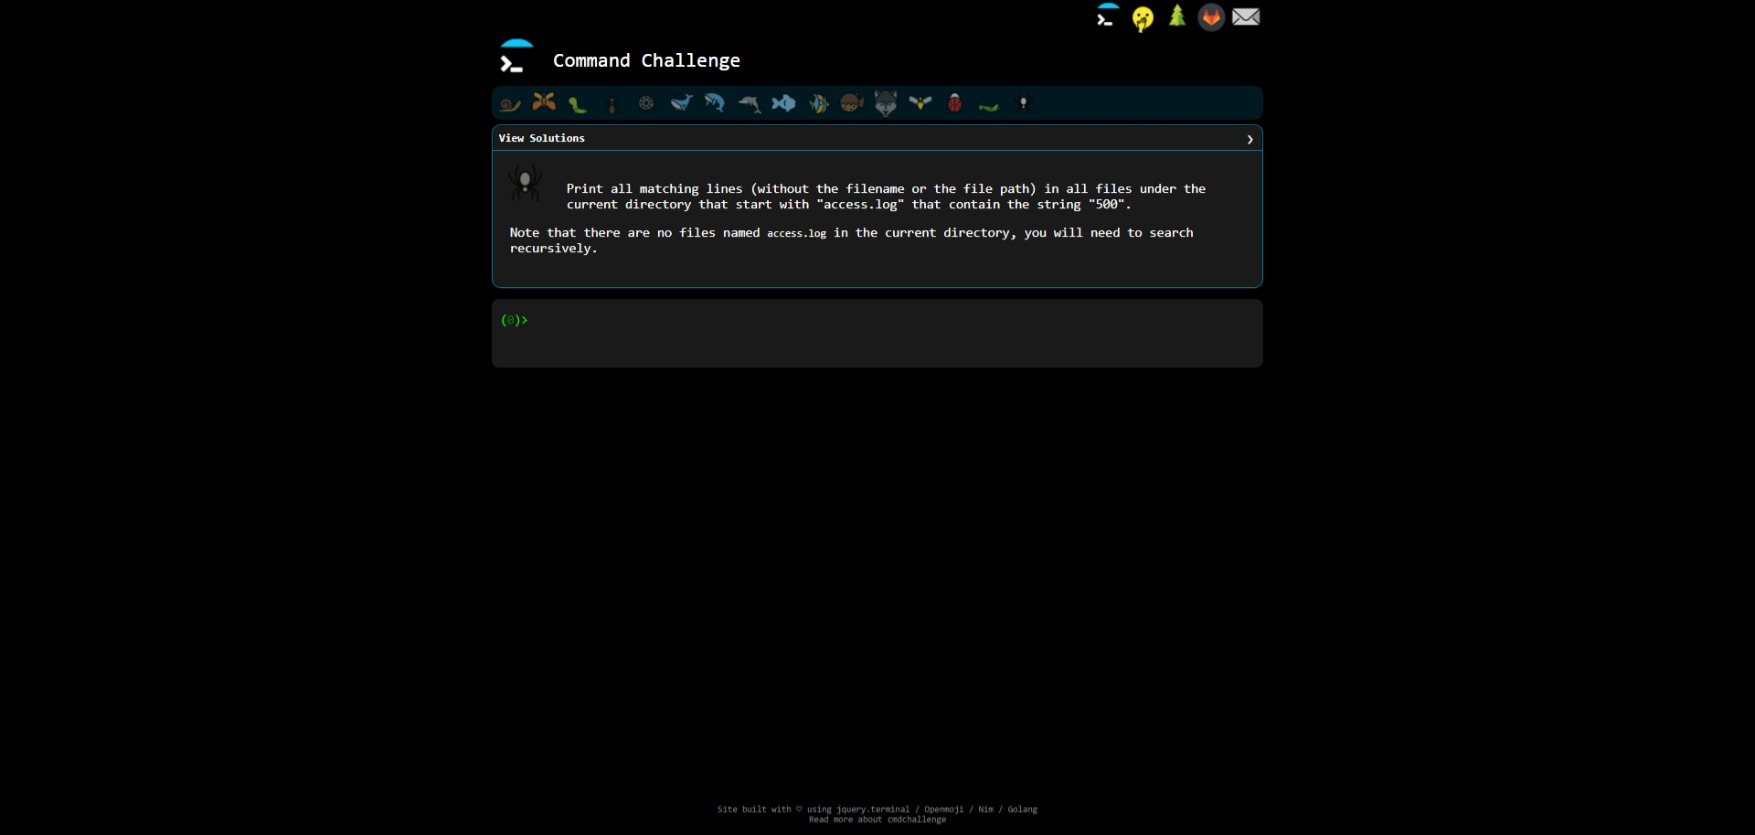 Command Challenge
View Solutions
Print all matching lines (without the filename or the file path) in all files under the
current directory that start with "access.log" that contain the string "500".
Note that there are no files named access.log in the current directory, you will need to search
recursively.
(0)>
Site built with ♡ using jquery.terminal / Openmoji / Nim / Golang
Read more about cmdchallenge